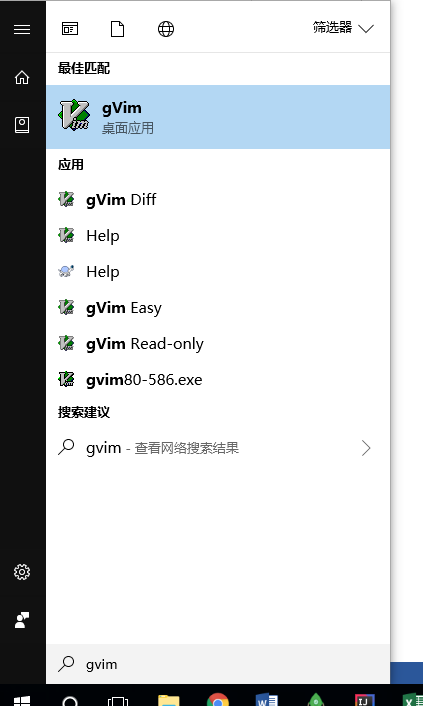 筛选器
最佳匹配
gVim
桌面应用
应用
gVim Diff
Help
Help
gVim Easy
gVim Read-only
gvim80-586.exe
搜索建议
gvim - 查看网络搜索结果
gvim